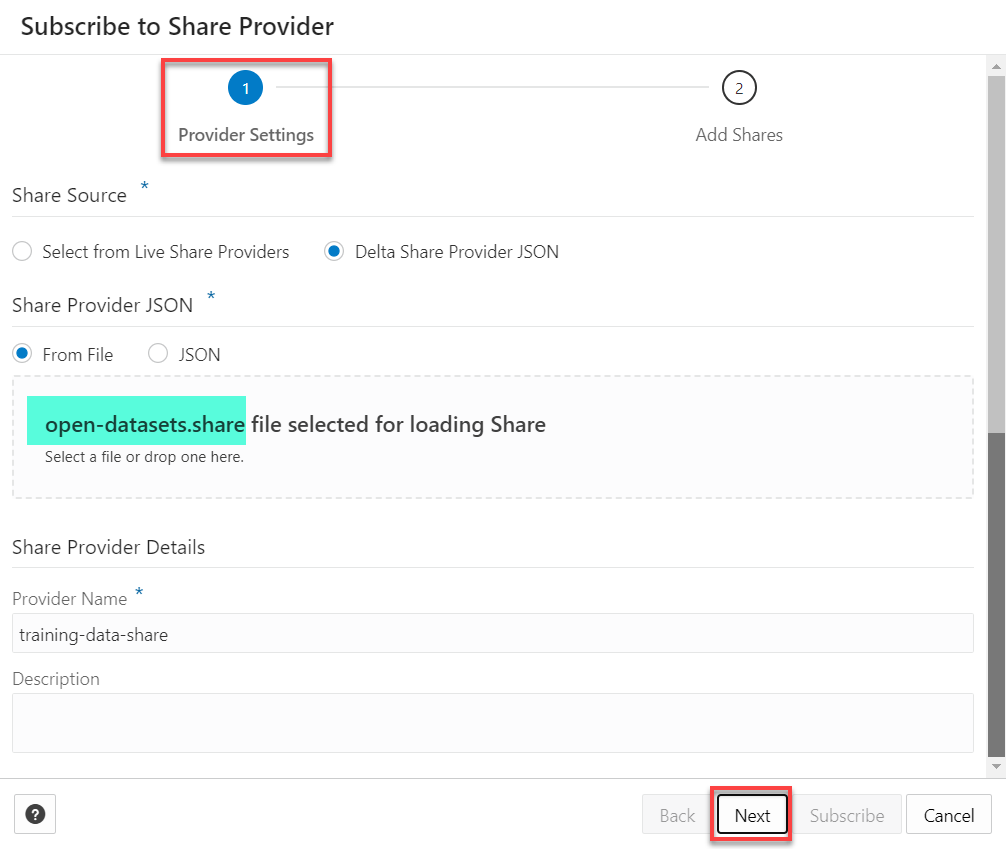 Subscribe to Share Provider
1
2
Provider Settings
Add Shares
Share Source *
Select from Live Share Providers
Delta Share Provider JSON
Share Provider JSON *
From File
JSON
open-datasets.share file selected for loading Share
Select a file or drop one here.
Share Provider Details
Provider Name *
training-data-share
Description
?
Back
Next
Subscribe
Cancel